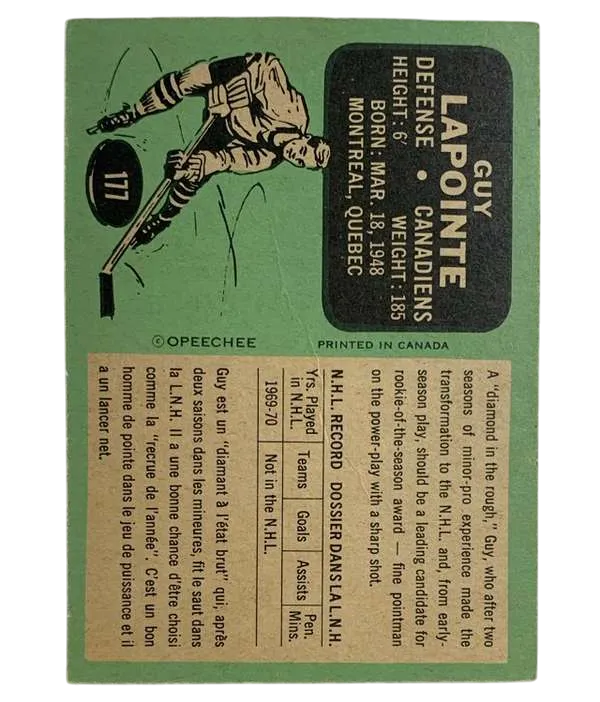 GUY
LAPOINTE
DEFENSE • CANADIENS
HEIGHT: 6' WEIGHT: 185
BORN: MAR. 18, 1948
MONTREAL, QUEBEC
177
© OPEECHEE
PRINTED IN CANADA
A "diamond in the rough," Guy, who after two
seasons of minor-pro experience made the
transformation to the N.H.L. and, from early-
season play, should be a leading candidate for
rookie-of-the-season award — fine pointman
on the power-play with a sharp shot.
N.H.L. RECORD DOSSIER DANS LA L.N.H.
Yrs. Played in N.H.L. Teams Goals Assists Pen. Mins.
1969-70 Not in the N.H.L.
Guy est un "diamant à l'état brut" qui, après
deux saisons dans les mineures, fit le saut dans
la L.N.H. Il a une bonne chance d'être choisi
comme la "recrue de l'année". C'est un bon
homme de pointe dans le jeu de puissance et il
a un lancer net.